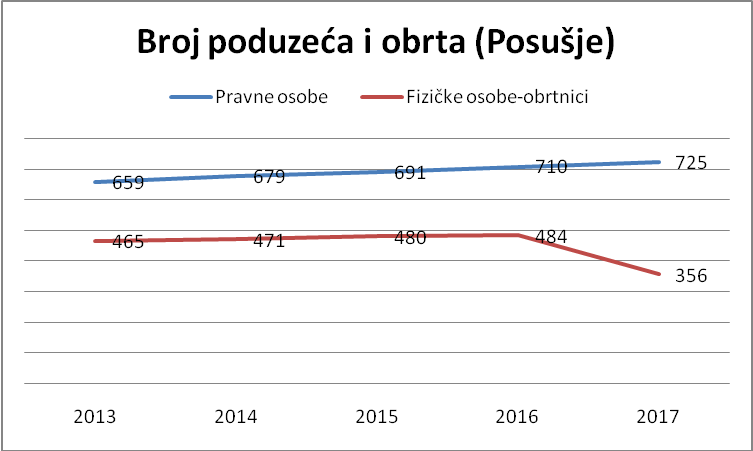 Broj poduzeća i obrta (Posušje)
Pravne osobe Fizičke osobe-obrtnici
659 679 691 710 725
465 471 480 484 356
2013 2014 2015 2016 2017